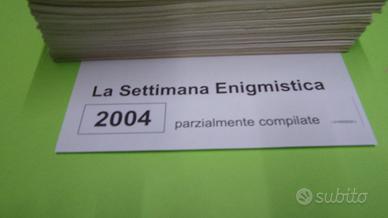 La Settimana Enigmistica
2004 parzialmente compilate
subito